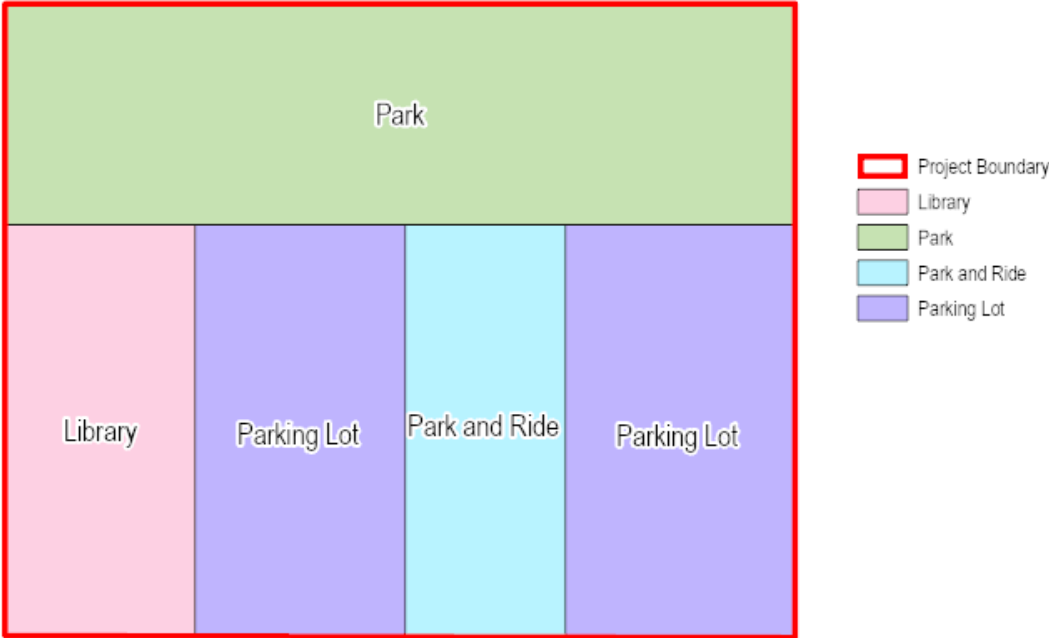 Park
Library
Parking Lot
Park and Ride
Parking Lot
Project Boundary
Library
Park
Park and Ride
Parking Lot